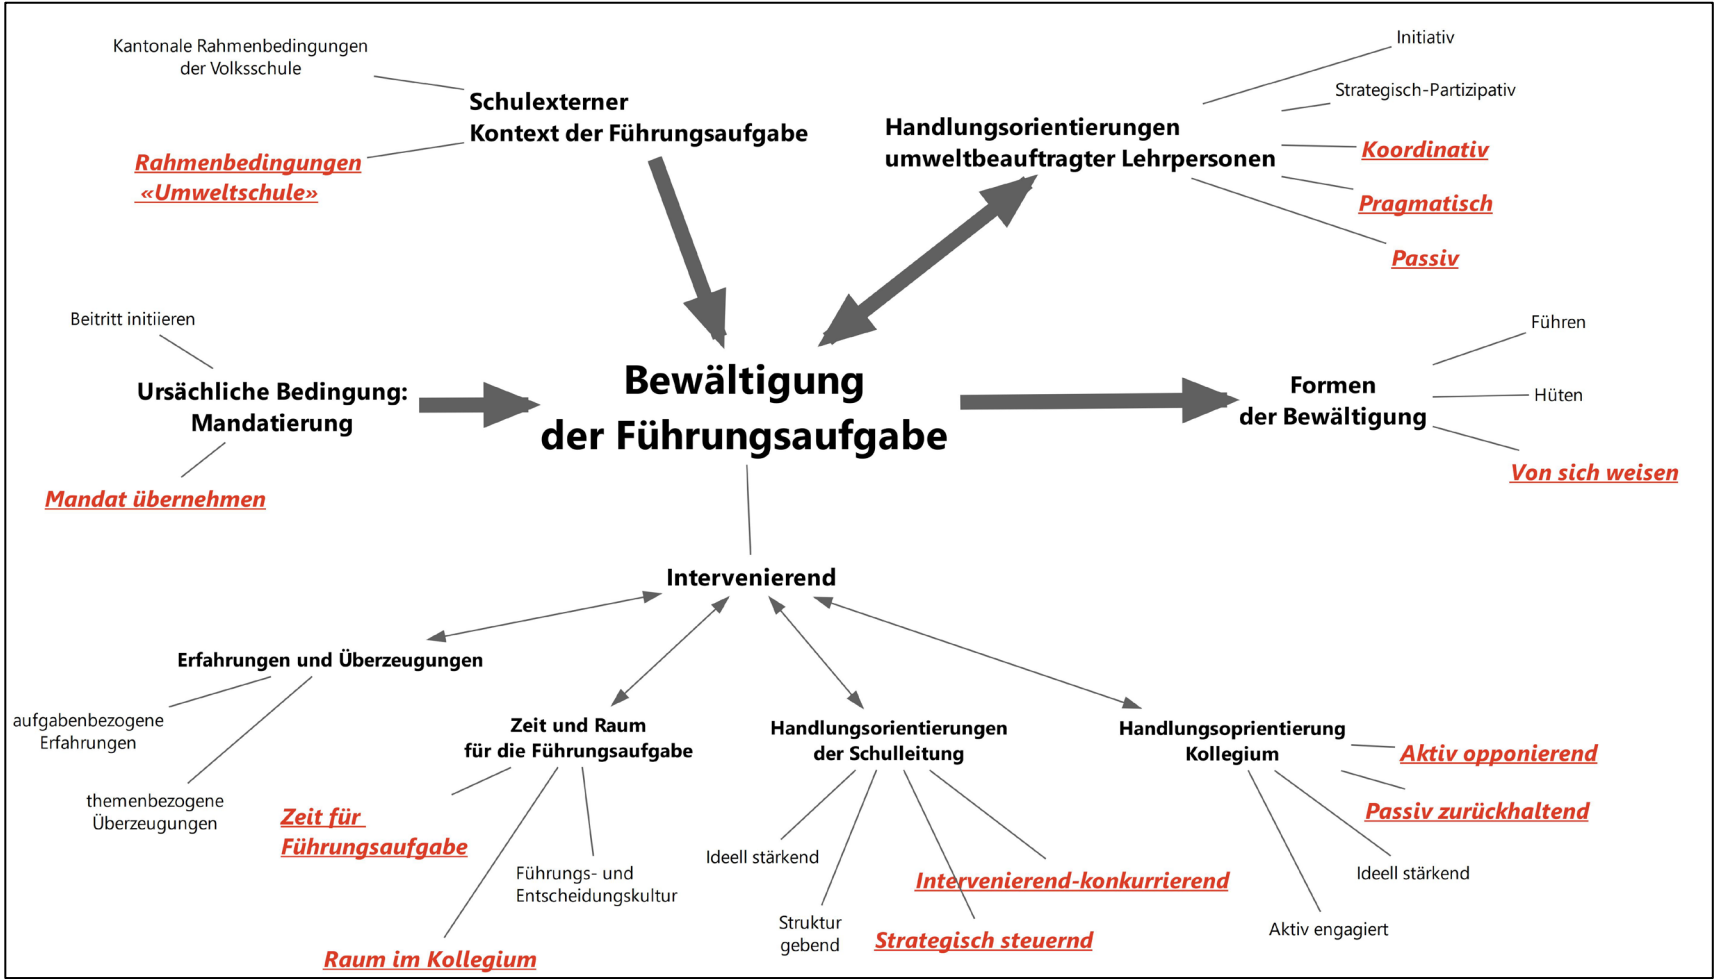 Kantonale Rahmenbedingungen
der Volksschule
Schulexterner
Kontext der Führungsaufgabe
Rahmenbedingungen
«Umweltschule»
Initiativ
Strategisch-Partizipativ
Handlungsorientierungen
umweltbeauftragter Lehrpersonen
Koordinativ
Pragmatisch
Passiv
Beitritt initiieren
Ursächliche Bedingung:
Mandatierung
Mandat übernehmen
Bewältigung
der Führungsaufgabe
Formen
der Bewältigung
Führen
Hüten
Von sich weisen
Intervenierend
Erfahrungen und Überzeugungen
aufgabenbezogene
Erfahrungen
themenbezogene
Überzeugungen
Zeit und Raum
für die Führungsaufgabe
Zeit für
Führungsaufgabe
Führungs- und
Entscheidungskultur
Raum im Kollegium
Handlungsorientierungen
der Schulleitung
Ideell stärkend
Struktur
gebend
Intervenierend-konkurrierend
Strategisch steuernd
Handlungsoprientierung
Kollegium
Aktiv opponierend
Passiv zurückhaltend
Ideell stärkend
Aktiv engagiert